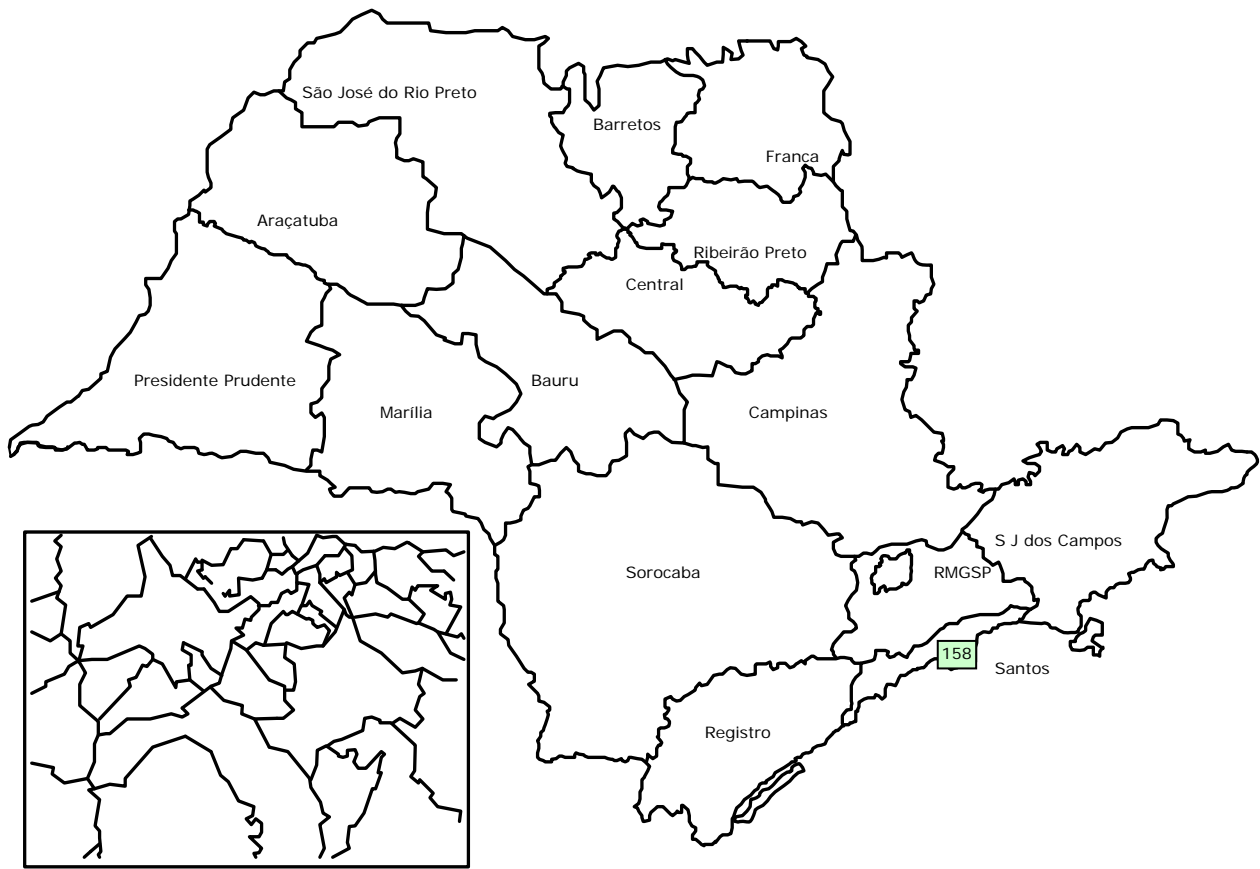 São José do Rio Preto
Barretos
Franca
Araçatuba
Ribeirão Preto
Central
Presidente Prudente
Bauru
Marília
Campinas
S J dos Campos
Sorocaba
RMGSP
158
Santos
Registro